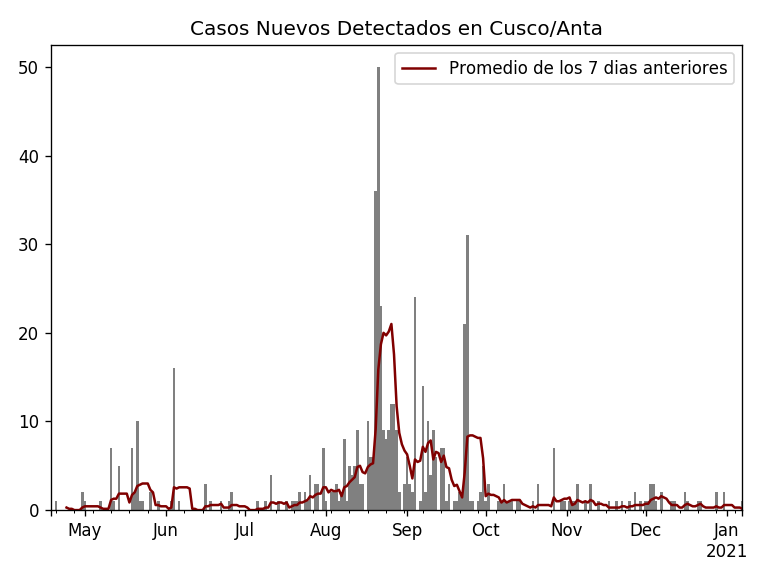 Casos Nuevos Detectados en Cusco/Anta
Promedio de los 7 dias anteriores
50
40
30
20
10
0
May Jun Jul Aug Sep Oct Nov Dec Jan
2021